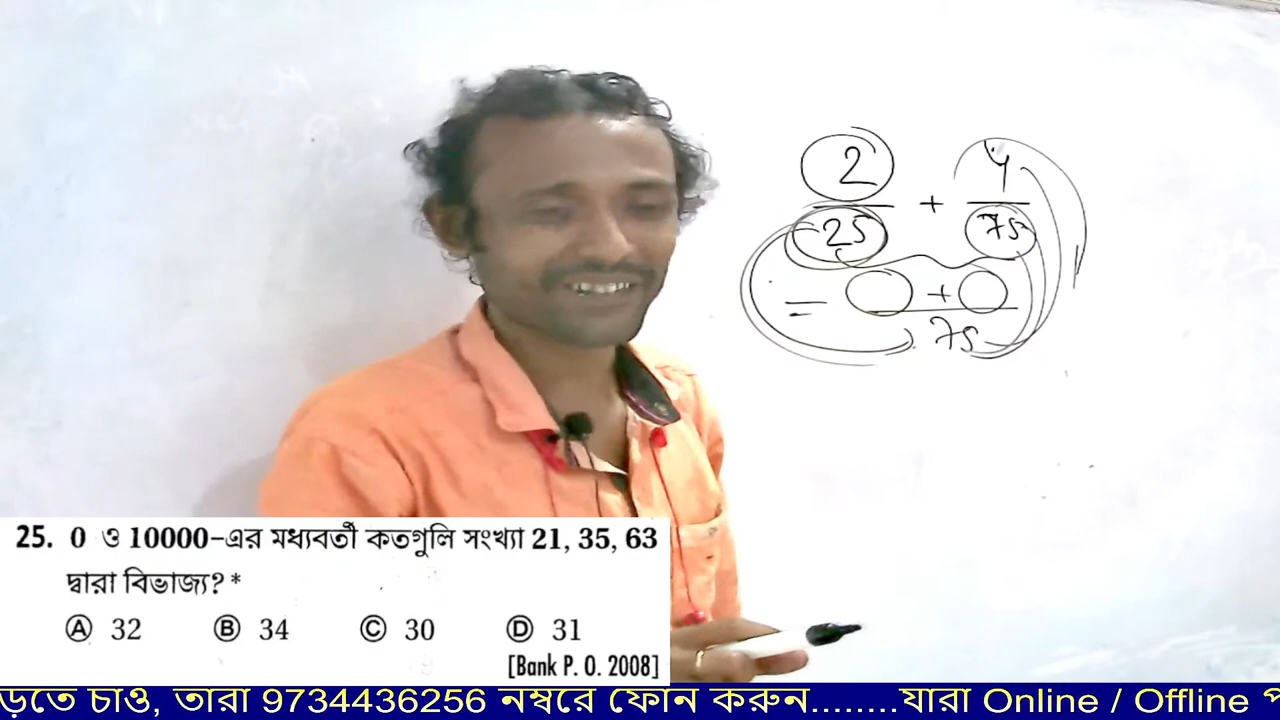 2 + 4
25 75
= +
75
25. 0 ও 10000-এর মধ্যবর্তী কতগুলি সংখ্যা 21, 35, 63
দ্বারা বিভাজ্য? *
Ⓐ 32 Ⓑ 34 Ⓒ 30 Ⓓ 31
[Bank P. O. 2008]
ড়তে চাও, তারা 9734436256 নম্বরে ফোন করুন........যারা Online / Offline প